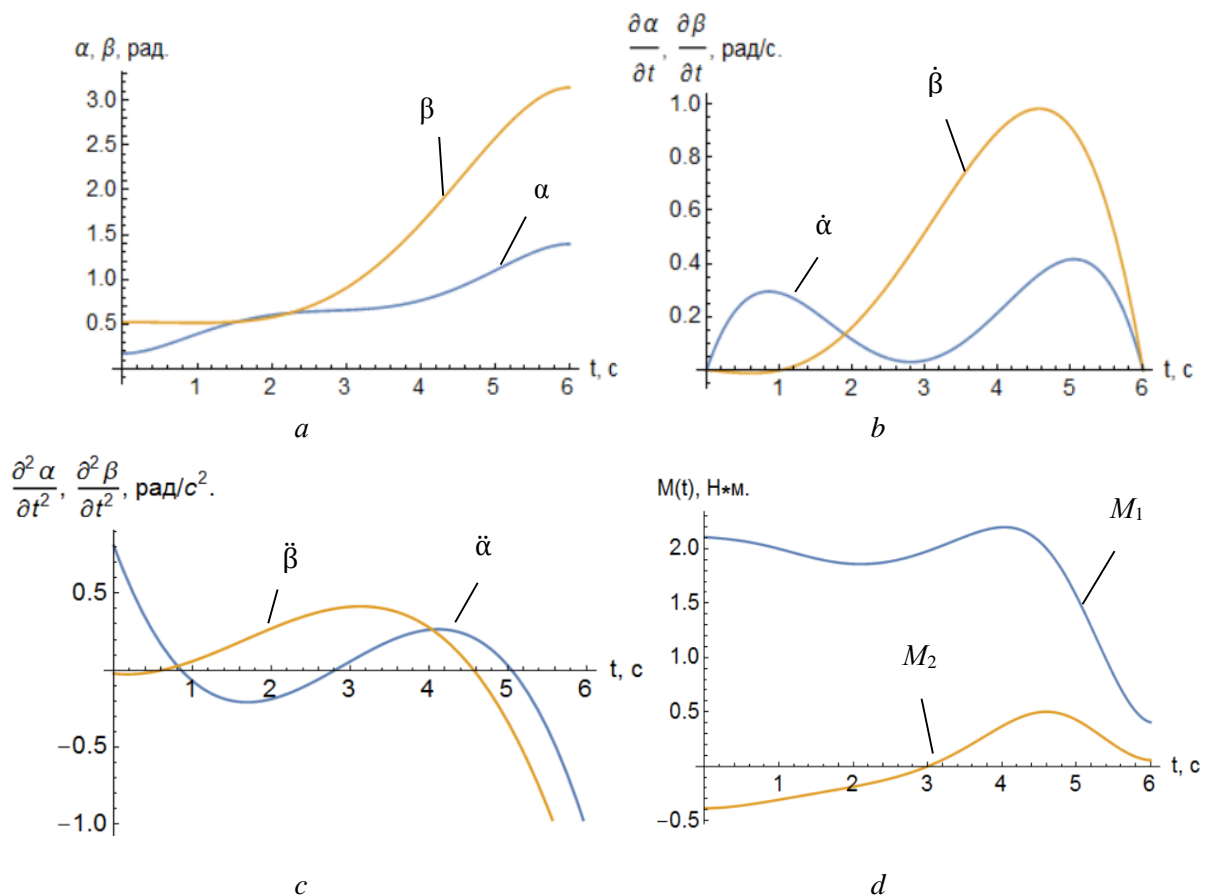 α, β, рад.
3.0
2.5
2.0
1.5
1.0
0.5
β
α
1 2 3 4 5 6
t, с
a
∂α/∂t, ∂β/∂t, рад/с.
1.0
0.8
0.6
0.4
0.2
β̇
α̇
1 2 3 4 5 6
t, с
b
∂²α/∂t², ∂²β/∂t², рад/с².
0.5
−0.5
−1.0
β̈
α̈
1 2 3 4 5 6
t, с
c
M(t), Н*м.
2.0
1.5
1.0
0.5
−0.5
M₁
M₂
1 2 3 4 5 6
t, с
d